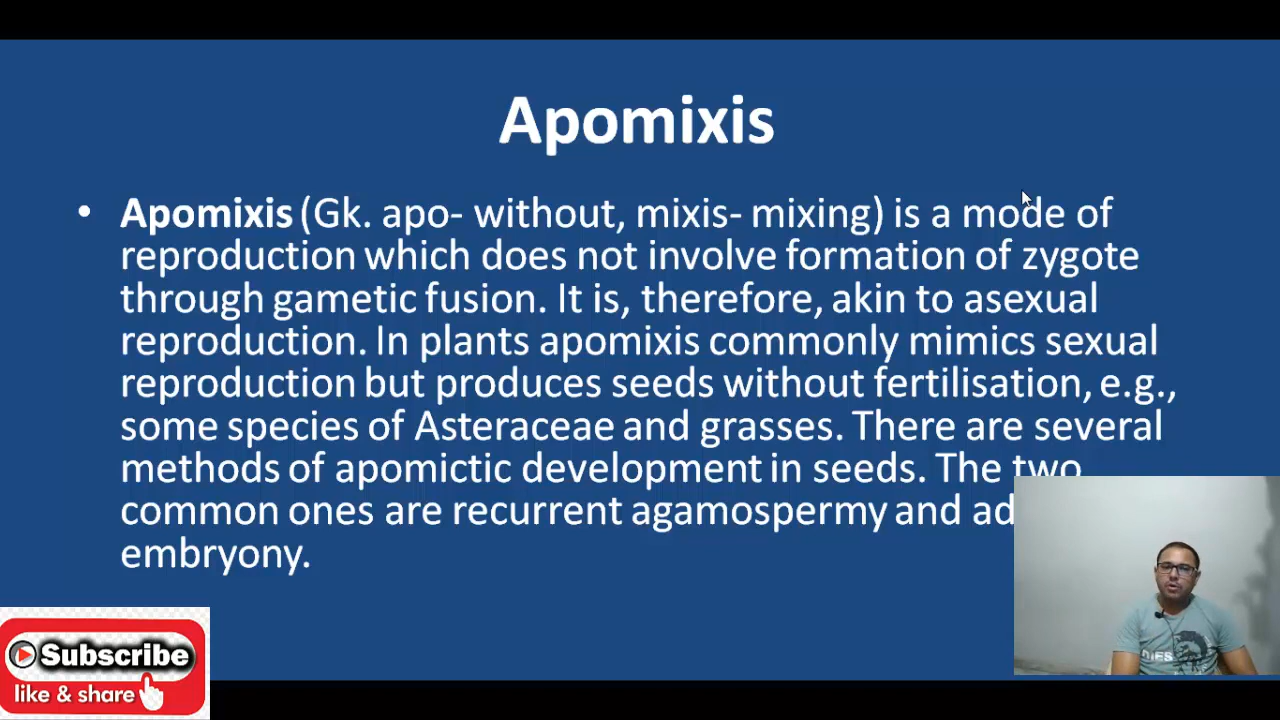 Apomixis
• Apomixis (Gk. apo- without, mixis- mixing) is a mode of
reproduction which does not involve formation of zygote
through gametic fusion. It is, therefore, akin to asexual
reproduction. In plants apomixis commonly mimics sexual
reproduction but produces seeds without fertilisation, e.g.,
some species of Asteraceae and grasses. There are several
methods of apomictic development in seeds. The two
common ones are recurrent agamospermy and ad
embryony.
Subscribe
like & share